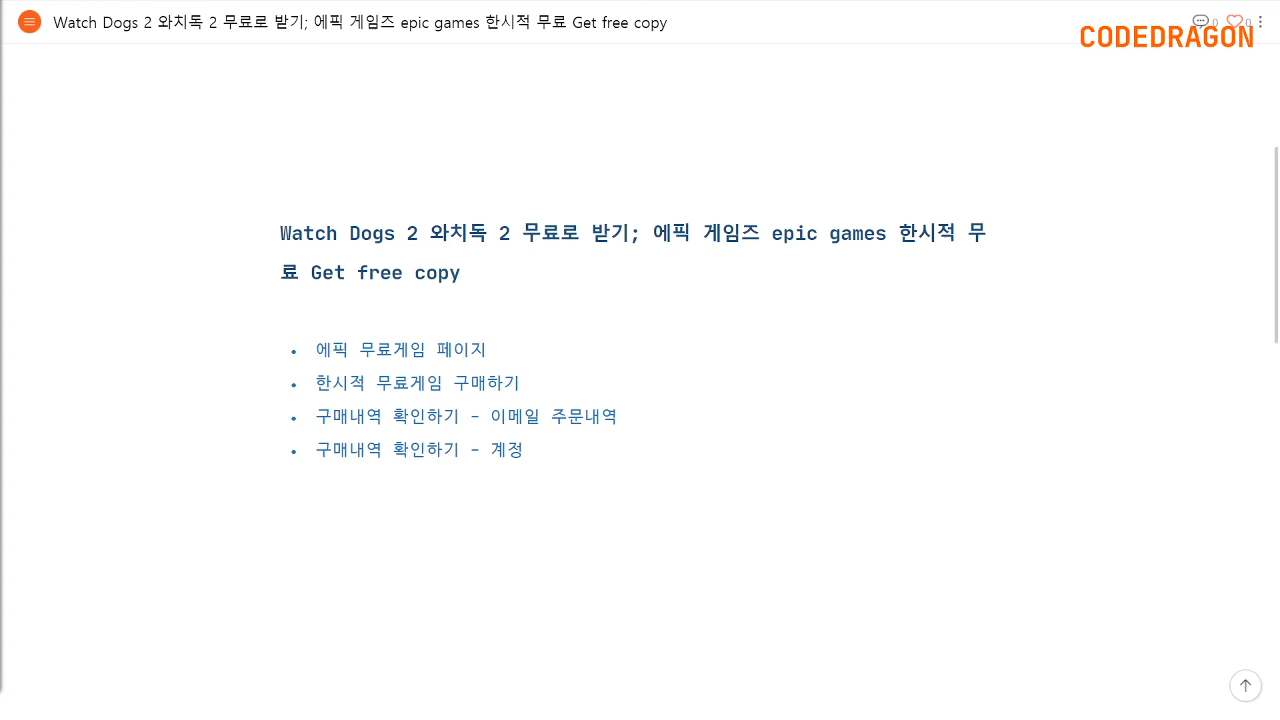 Watch Dogs 2 와치독 2 무료로 받기; 에픽 게임즈 epic games 한시적 무료 Get free copy
0 0
CODEDRAGON
Watch Dogs 2 와치독 2 무료로 받기; 에픽 게임즈 epic games 한시적 무
료 Get free copy
• 에픽 무료게임 페이지
• 한시적 무료게임 구매하기
• 구매내역 확인하기 - 이메일 주문내역
• 구매내역 확인하기 - 계정